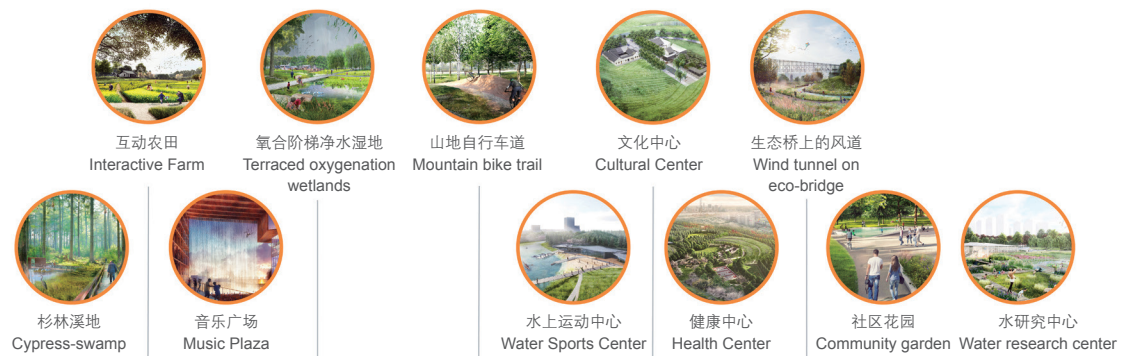 互动农田
Interactive Farm
氧合阶梯净水湿地
Terraced oxygenation
wetlands
山地自行车道
Mountain bike trail
文化中心
Cultural Center
生态桥上的风道
Wind tunnel on
eco-bridge
杉林溪地
Cypress-swamp
音乐广场
Music Plaza
水上运动中心
Water Sports Center
健康中心
Health Center
社区花园
Community garden
水研究中心
Water research center